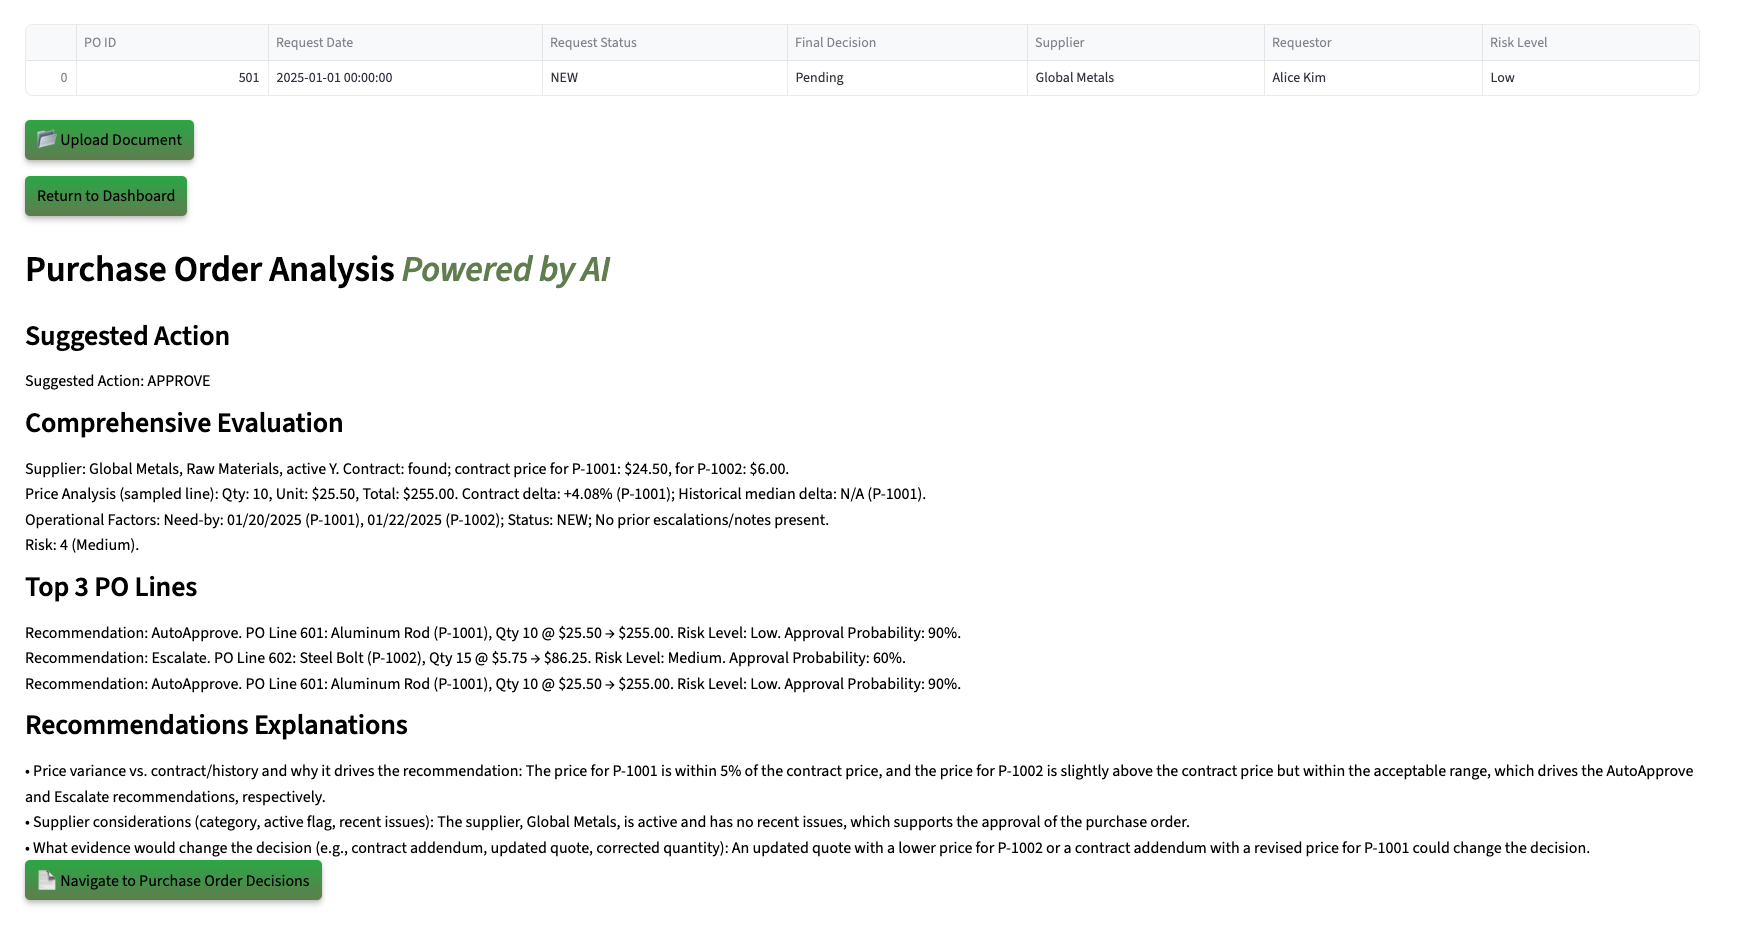 PO ID Request Date Request Status Final Decision Supplier Requestor Risk Level
0 501 2025-01-01 00:00:00 NEW Pending Global Metals Alice Kim Low
Upload Document
Return to Dashboard
Purchase Order Analysis Powered by AI
Suggested Action
Suggested Action: APPROVE
Comprehensive Evaluation
Supplier: Global Metals, Raw Materials, active Y. Contract: found; contract price for P-1001: $24.50, for P-1002: $6.00.
Price Analysis (sampled line): Qty: 10, Unit: $25.50, Total: $255.00. Contract delta: +4.08% (P-1001); Historical median delta: N/A (P-1001).
Operational Factors: Need-by: 01/20/2025 (P-1001), 01/22/2025 (P-1002); Status: NEW; No prior escalations/notes present.
Risk: 4 (Medium).
Top 3 PO Lines
Recommendation: AutoApprove. PO Line 601: Aluminum Rod (P-1001), Qty 10 @ $25.50 → $255.00. Risk Level: Low. Approval Probability: 90%.
Recommendation: Escalate. PO Line 602: Steel Bolt (P-1002), Qty 15 @ $5.75 → $86.25. Risk Level: Medium. Approval Probability: 60%.
Recommendation: AutoApprove. PO Line 601: Aluminum Rod (P-1001), Qty 10 @ $25.50 → $255.00. Risk Level: Low. Approval Probability: 90%.
Recommendations Explanations
• Price variance vs. contract/history and why it drives the recommendation: The price for P-1001 is within 5% of the contract price, and the price for P-1002 is slightly above the contract price but within the acceptable range, which drives the AutoApprove
and Escalate recommendations, respectively.
• Supplier considerations (category, active flag, recent issues): The supplier, Global Metals, is active and has no recent issues, which supports the approval of the purchase order.
• What evidence would change the decision (e.g., contract addendum, updated quote, corrected quantity): An updated quote with a lower price for P-1002 or a contract addendum with a revised price for P-1001 could change the decision.
Navigate to Purchase Order Decisions